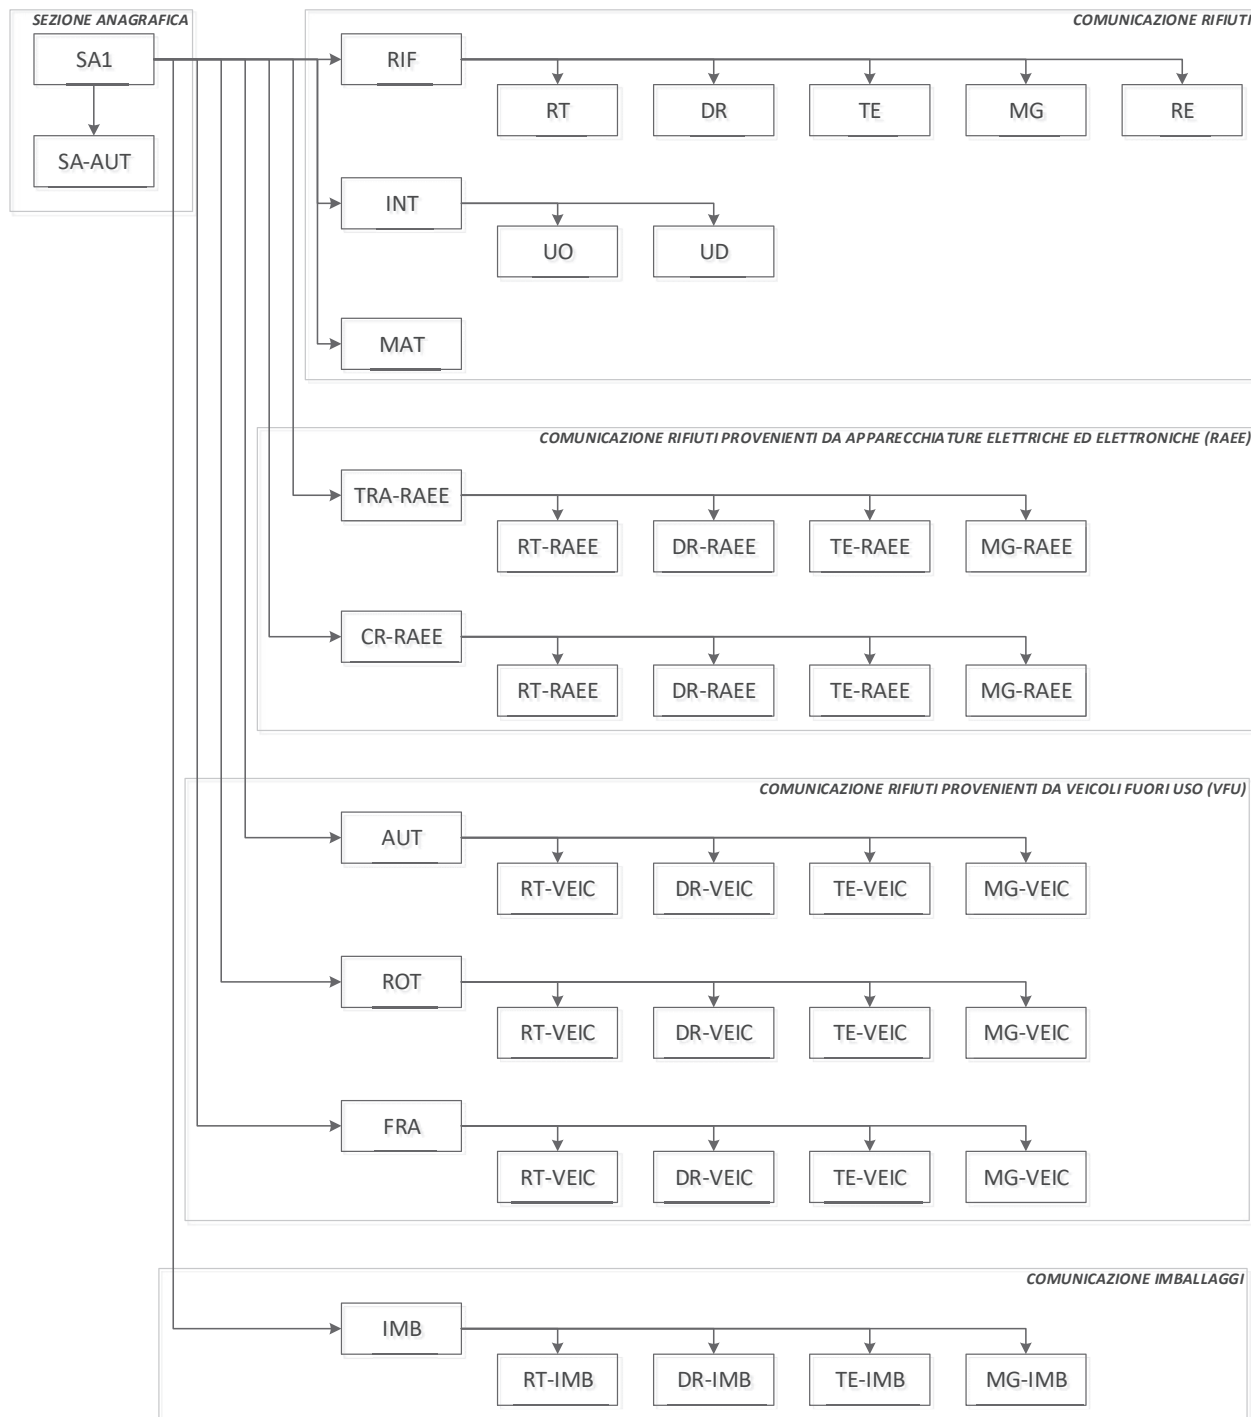 SEZIONE ANAGRAFICA
SA1
SA-AUT
COMUNICAZIONE RIFIUTI
RIF
RT DR TE MG RE
INT
UO UD
MAT
COMUNICAZIONE RIFIUTI PROVENIENTI DA APPARECCHIATURE ELETTRICHE ED ELETTRONICHE (RAEE)
TRA-RAEE
RT-RAEE DR-RAEE TE-RAEE MG-RAEE
CR-RAEE
RT-RAEE DR-RAEE TE-RAEE MG-RAEE
COMUNICAZIONE RIFIUTI PROVENIENTI DA VEICOLI FUORI USO (VFU)
AUT
RT-VEIC DR-VEIC TE-VEIC MG-VEIC
ROT
RT-VEIC DR-VEIC TE-VEIC MG-VEIC
FRA
RT-VEIC DR-VEIC TE-VEIC MG-VEIC
COMUNICAZIONE IMBALLAGGI
IMB
RT-IMB DR-IMB TE-IMB MG-IMB